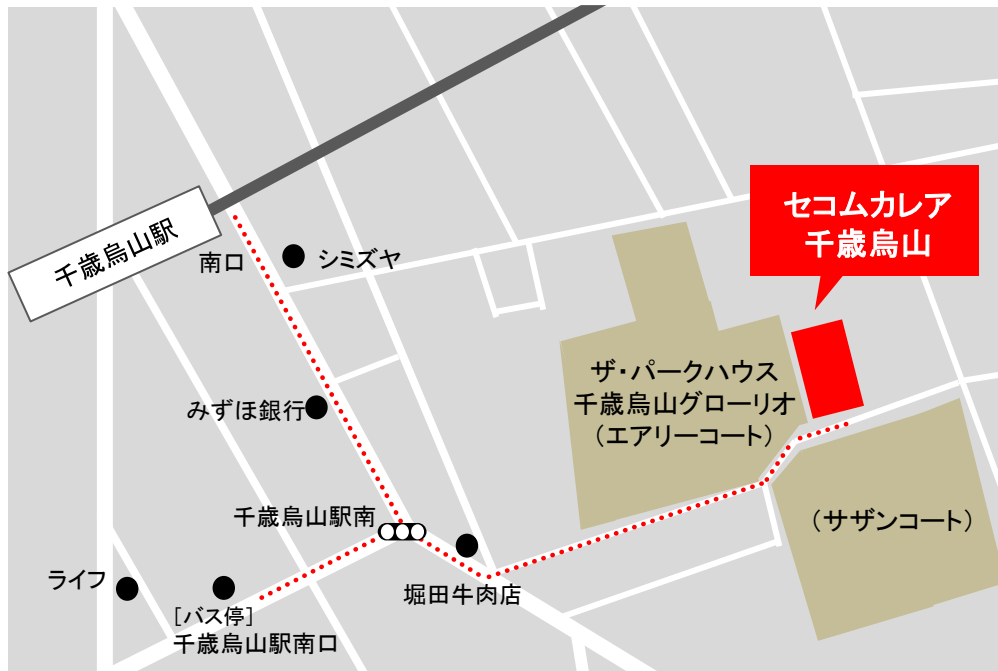 セコムカレア
千歳烏山
千歳烏山駅
南口
シミズヤ
ザ・パークハウス
千歳烏山グローリオ
（エアリーコート）
みずほ銀行
千歳烏山駅南
（サザンコート）
ライフ
堀田牛肉店
［バス停］
千歳烏山駅南口